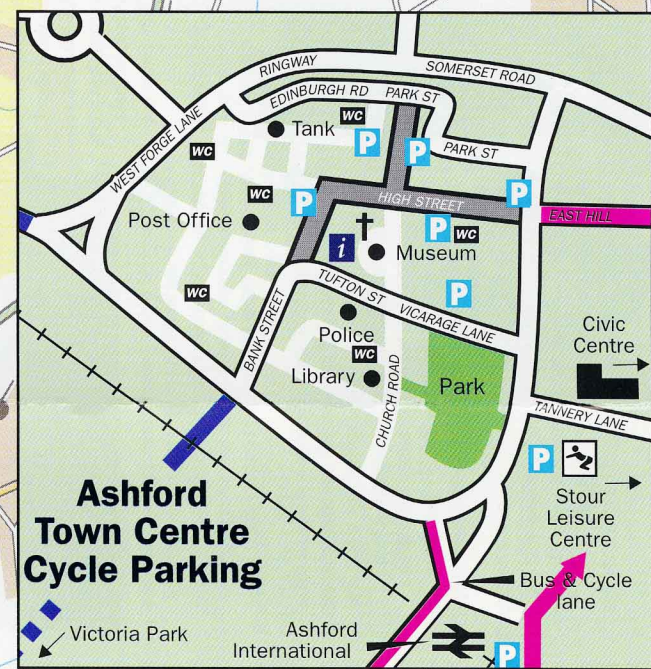 RINGWAY
SOMERSET ROAD
EDINBURGH RD
PARK ST
WEST FORGE LANE
WC
Tank
P
P
PARK ST
WC
WC
P
HIGH STREET
P
EAST HILL
Post Office
P
WC
i
Museum
WC
TUFTON ST
P
VICARAGE LANE
BANK STREET
Police
WC
Library
CHURCH ROAD
Park
Civic
Centre
TANNERY LANE
P
Stour
Leisure
Centre
Ashford
Town Centre
Cycle Parking
Bus & Cycle
lane
Victoria Park
Ashford
International
P